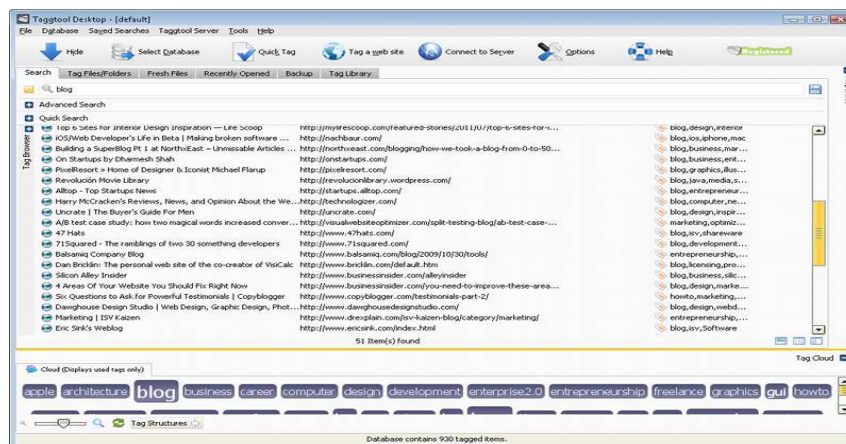 Taggtool Desktop - [default]
File Database Saved Searches Taggtool Server Tools Help
Hide Select Database Quick Tag Tag a web site Connect to Server Options Help Registered
Search Tag Files/Folders Fresh Files Recently Opened Backup Tag Library
blog
Advanced Search
Quick Search
Tag Browser
Top 6 Sites for Interior Design Inspiration — Life Scoop http://mylifescoop.com/featured-stories/2011/07/top-6-sites-for-i... blog,design,interior
iOS/Web Developer's Life in Beta | Making broken software ... http://nachbaur.com/ blog,ios,iphone,mac
Building a SuperBlog Pt 1 at NorthxEast – Unmissable Articles ... http://northxeast.com/blogging/how-we-took-a-blog-from-0-to-50... blog,business,mar...
On Startups by Dharmesh Shah http://onstartups.com/ blog,business,ent...
PixelResort » Home of Designer & Iconist Michael Flarup http://pixelresort.com/ blog,graphics,illus...
Revolución Movie Library http://revolucionlibrary.wordpress.com/ blog,java,media,s...
Alltop - Top Startups News http://startups.alltop.com/ blog,entrepreneur...
Harry McCracken's Reviews, News, and Opinion About the We... http://technologizer.com/ blog,computer,ne...
Uncrate | The Buyer's Guide For Men http://uncrate.com/ blog,design,inspir...
A/B test case study: how two magical words increased conver... http://visualwebsiteoptimizer.com/split-testing-blog/ab-test-case-... marketing,optimiz...
47 Hats http://www.47hats.com/ blog,isv,shareware
71Squared - The ramblings of two 30 something developers http://www.71squared.com/ blog,development...
Balsamiq Company Blog http://www.balsamiq.com/blog/2009/10/30/tools/ entrepreneurship,...
Dan Bricklin: The personal web site of the co-creator of VisiCalc http://www.bricklin.com/default.htm blog,licensing,pro...
Silicon Alley Insider http://www.businessinsider.com/alleyinsider blog,business,silic...
4 Areas Of Your Website You Should Fix Right Now http://www.businessinsider.com/you-need-to-improve-these-area... blog,design,marke...
Six Questions to Ask for Powerful Testimonials | Copyblogger http://www.copyblogger.com/testimonials-part-2/ howto,marketing,...
Dawghouse Design Studio | Web Design, Graphic Design, Phot... http://www.dawghousedesignstudio.com/ blog,design,webd...
Marketing | ISV Kaizen http://www.drexplain.com/isv-kaizen-blog/category/marketing/ entrepreneurship,...
Eric Sink's Weblog http://www.ericsink.com/index.html blog,isv,Software
51 Item(s) found
Tag Cloud
Cloud (Displays used tags only)
apple architecture blog business career computer design development enterprise2.0 entrepreneurship freelance graphics gui howto
Tag Structures
Database contains 930 tagged items.